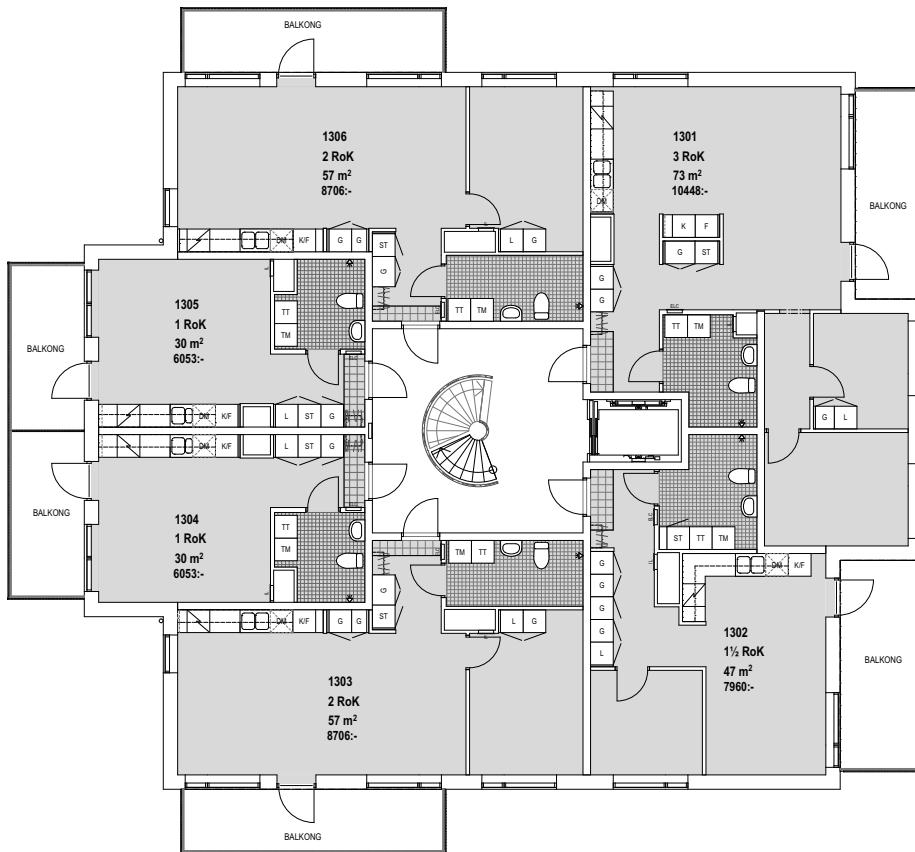 BALKONG
1306
2 RoK
57 m²
8706:-
1301
3 RoK
73 m²
10448:-
BALKONG
DM
K F
G ST
DM K/F
G G
ST
G
L G
TT TM
G
G
ELC
TT TM
1305
1 RoK
30 m²
6053:-
BALKONG
TT
TM
DM K/F
L ST G
G L
DM K/F
L ST G
1304
1 RoK
30 m²
6053:-
BALKONG
TT
TM
ELC
ST TT TM
TM TT
G
ST
G
G
G
G
L
DM K/F
DM K/F
G G
L G
1302
1½ RoK
47 m²
7960:-
BALKONG
1303
2 RoK
57 m²
8706:-
BALKONG